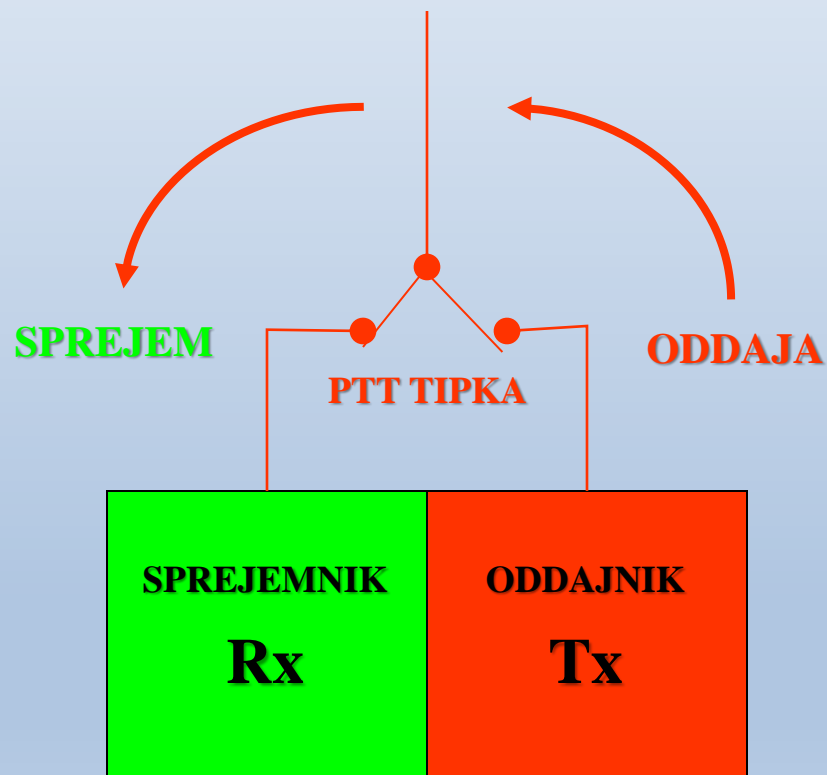 SPREJEM
ODDAJA
PTT TIPKA
SPREJEMNIK
Rx
ODDAJNIK
Tx